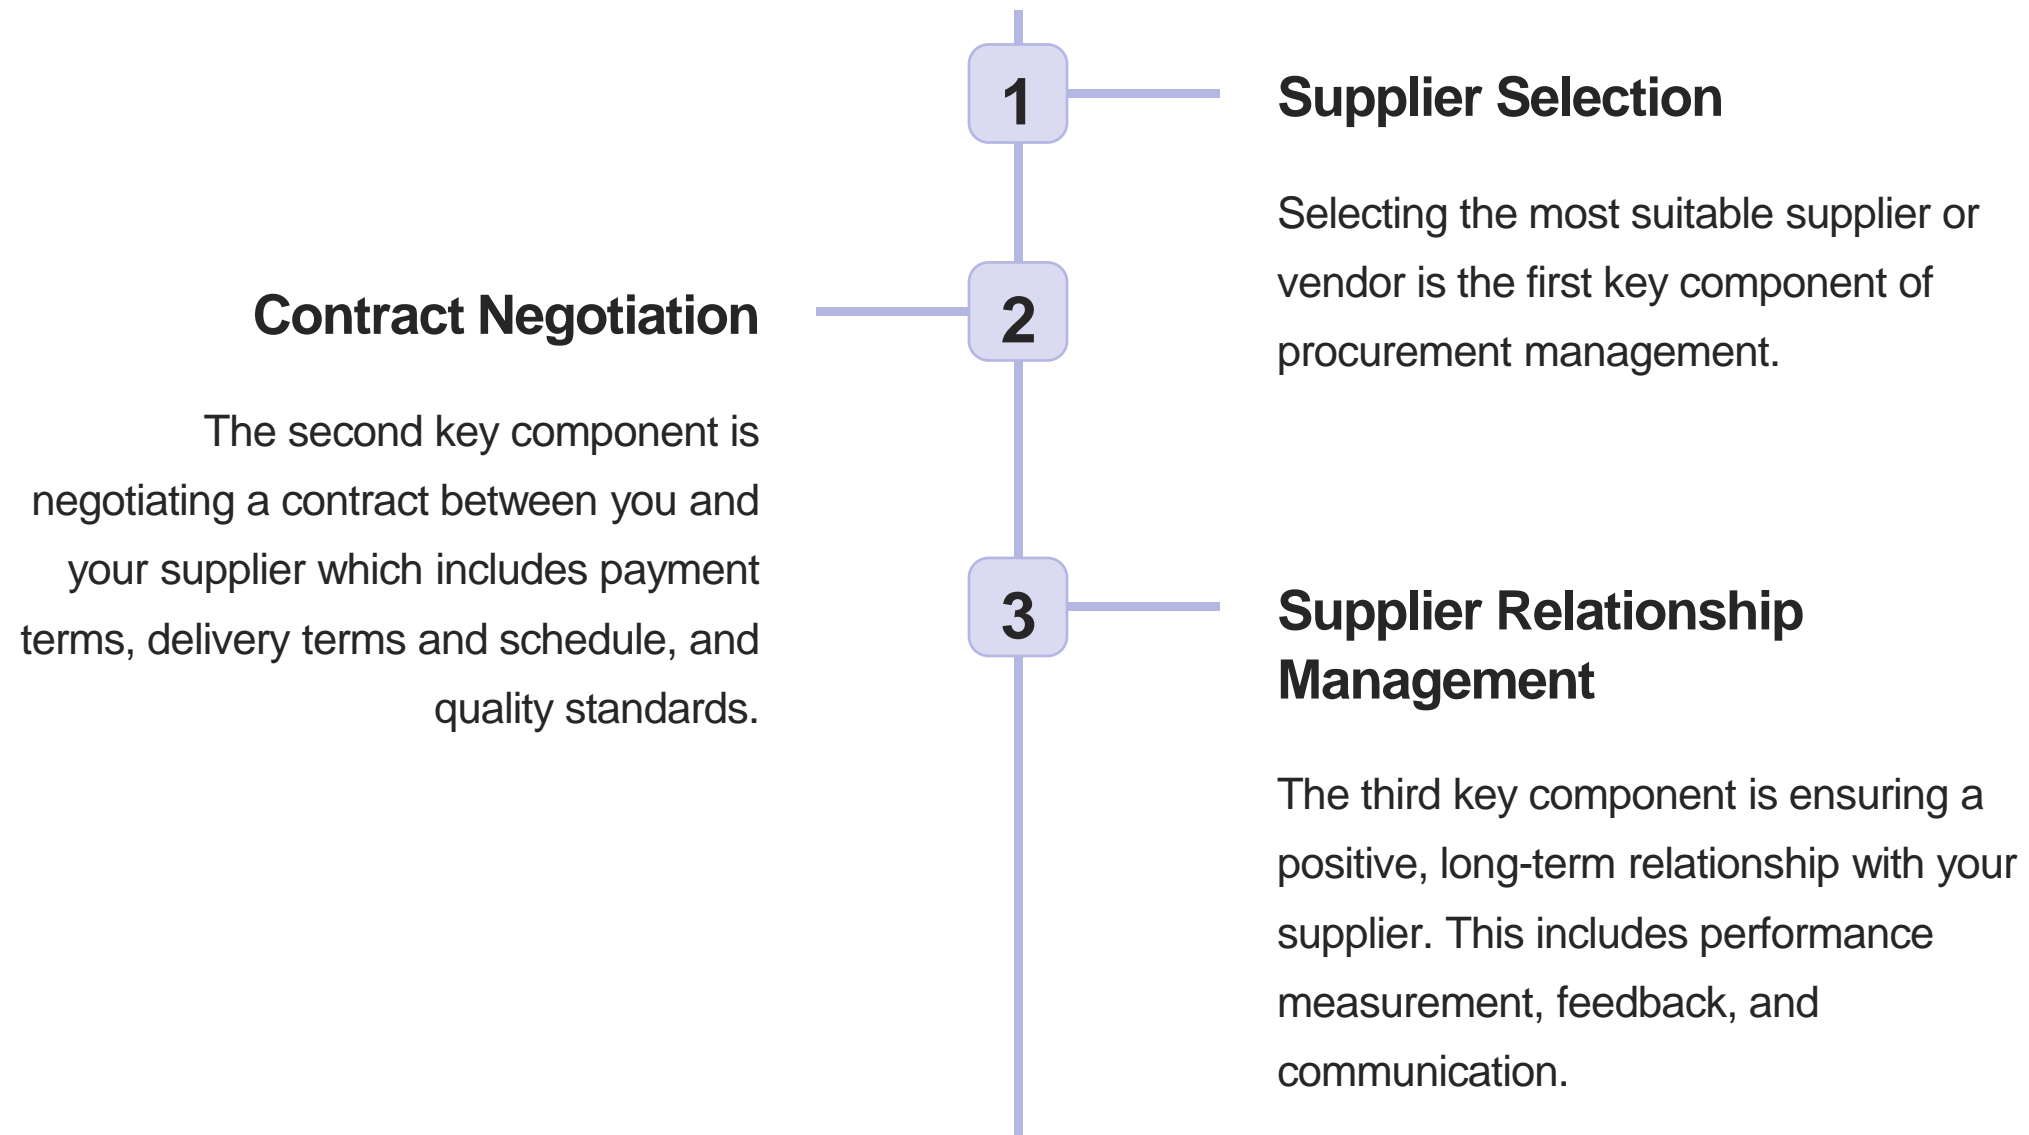 1
Supplier Selection
Selecting the most suitable supplier or
vendor is the first key component of
procurement management.
2
Contract Negotiation
The second key component is
negotiating a contract between you and
your supplier which includes payment
terms, delivery terms and schedule, and
quality standards.
3
Supplier Relationship
Management
The third key component is ensuring a
positive, long-term relationship with your
supplier. This includes performance
measurement, feedback, and
communication.